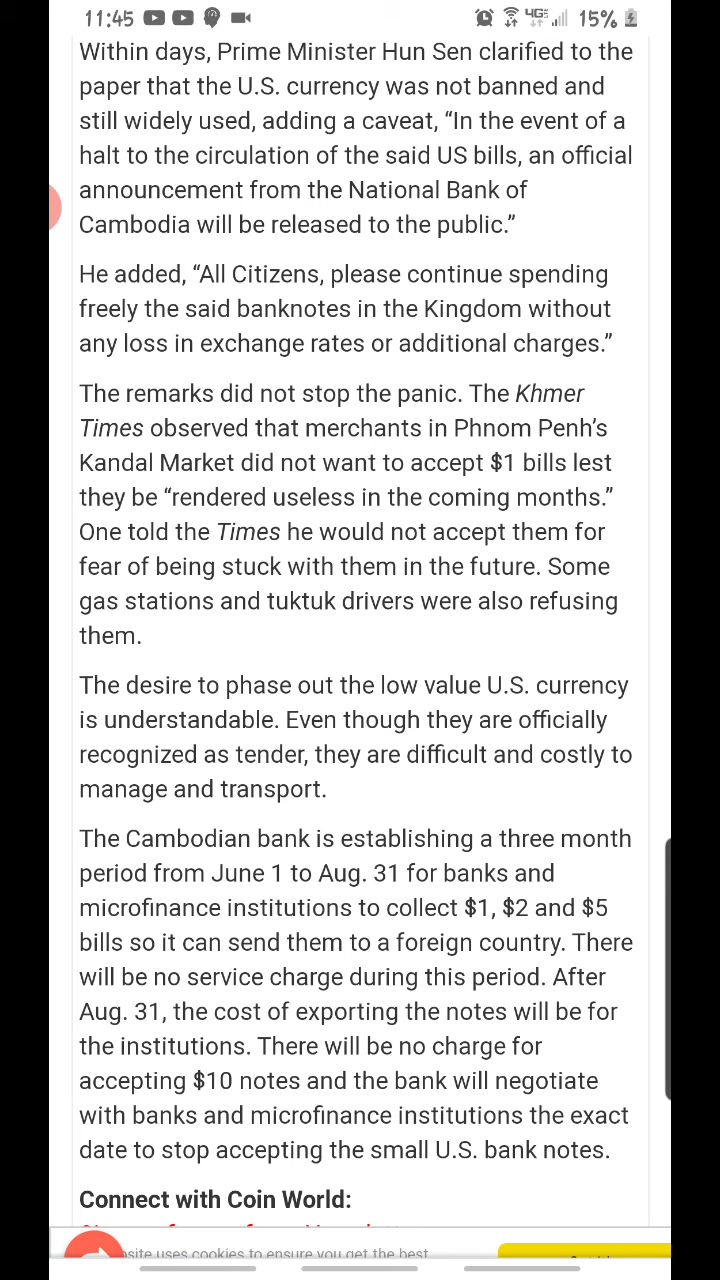 11:45 4GE 15%
Within days, Prime Minister Hun Sen clarified to the
paper that the U.S. currency was not banned and
still widely used, adding a caveat, “In the event of a
halt to the circulation of the said US bills, an official
announcement from the National Bank of
Cambodia will be released to the public.”
He added, “All Citizens, please continue spending
freely the said banknotes in the Kingdom without
any loss in exchange rates or additional charges.”
The remarks did not stop the panic. The Khmer
Times observed that merchants in Phnom Penh’s
Kandal Market did not want to accept $1 bills lest
they be “rendered useless in the coming months.”
One told the Times he would not accept them for
fear of being stuck with them in the future. Some
gas stations and tuktuk drivers were also refusing
them.
The desire to phase out the low value U.S. currency
is understandable. Even though they are officially
recognized as tender, they are difficult and costly to
manage and transport.
The Cambodian bank is establishing a three month
period from June 1 to Aug. 31 for banks and
microfinance institutions to collect $1, $2 and $5
bills so it can send them to a foreign country. There
will be no service charge during this period. After
Aug. 31, the cost of exporting the notes will be for
the institutions. There will be no charge for
accepting $10 notes and the bank will negotiate
with banks and microfinance institutions the exact
date to stop accepting the small U.S. bank notes.
Connect with Coin World:
uses cookies to ensure you get the best